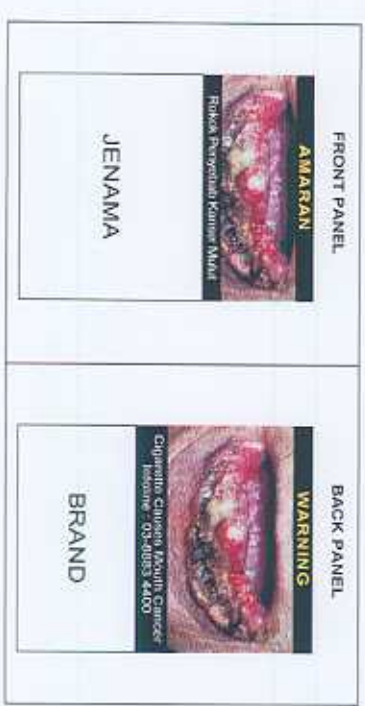 FRONT PANEL
AMARAN
Rokok Penyebab Kanser Mulut
JENAMA
BACK PANEL
WARNING
Cigarette Causes Mouth Cancer
Infoline : 03-8883 4400
BRAND